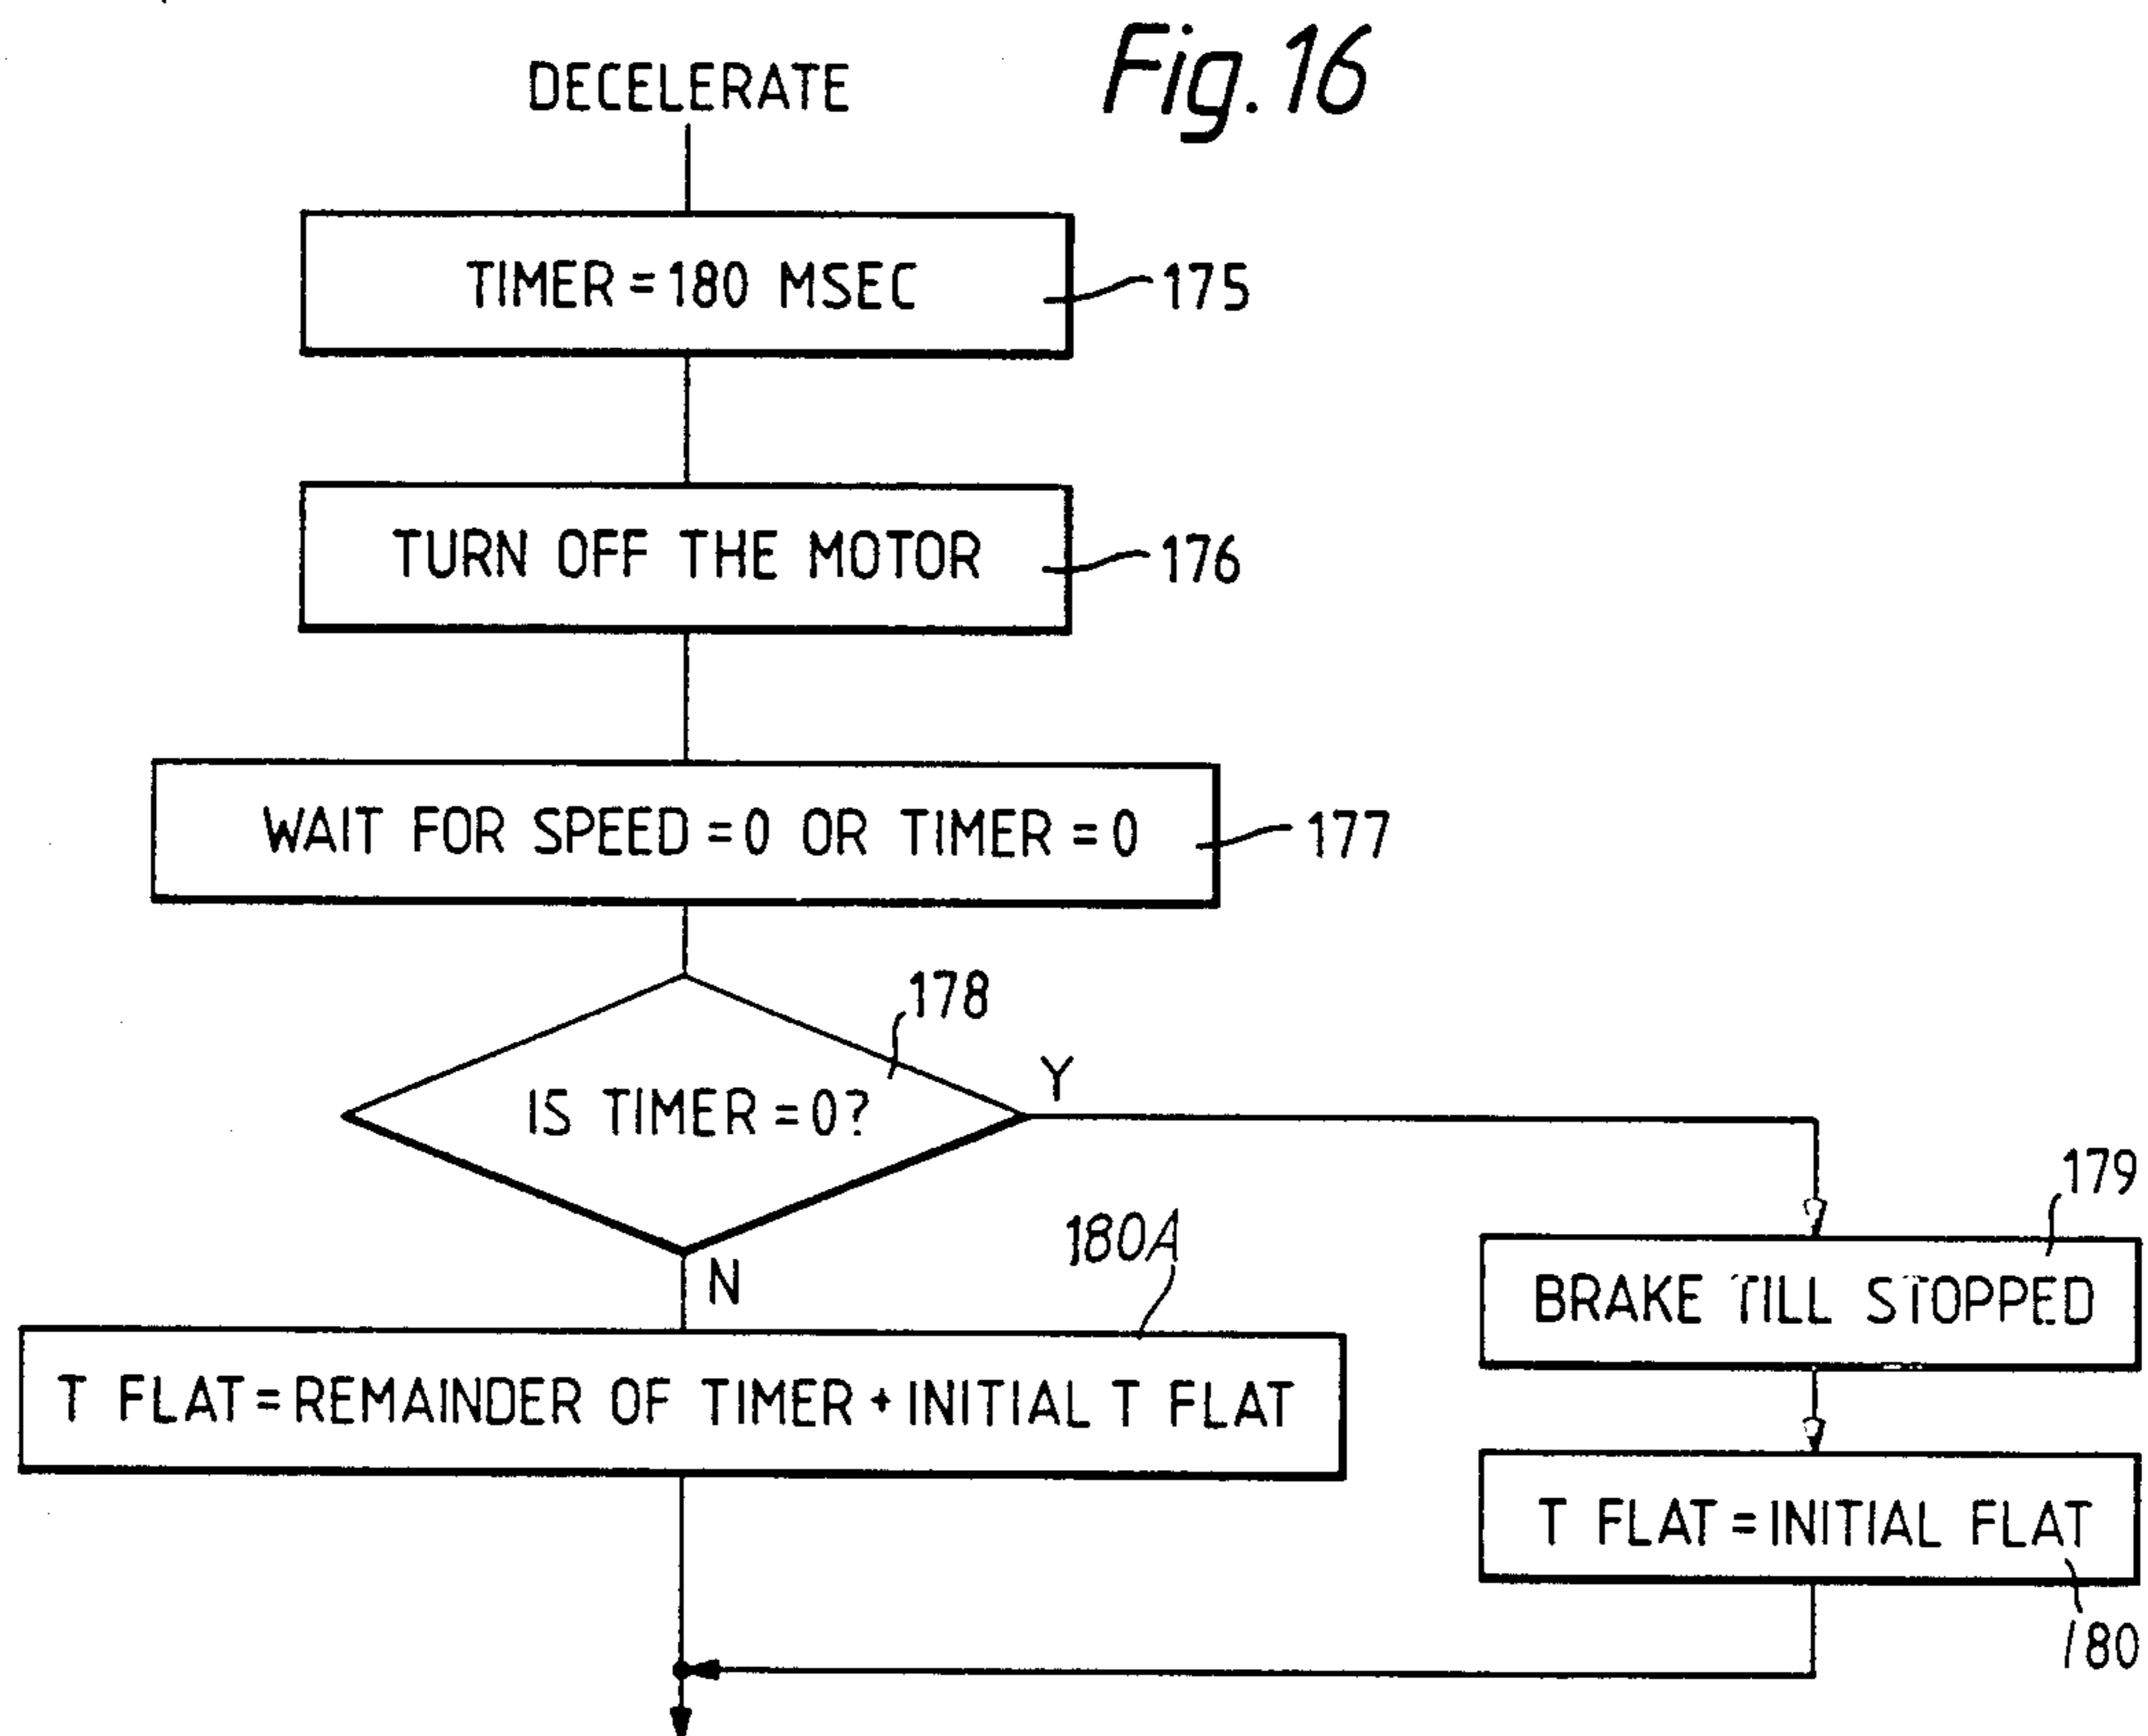 Fig. 16
DECELERATE
TIMER = 180 MSEC
175
TURN OFF THE MOTOR
176
WAIT FOR SPEED = 0 OR TIMER = 0
177
178
IS TIMER = 0?
Y
N
179
BRAKE TILL STOPPED
180A
T FLAT = REMAINDER OF TIMER + INITIAL T FLAT
T FLAT = INITIAL FLAT
180